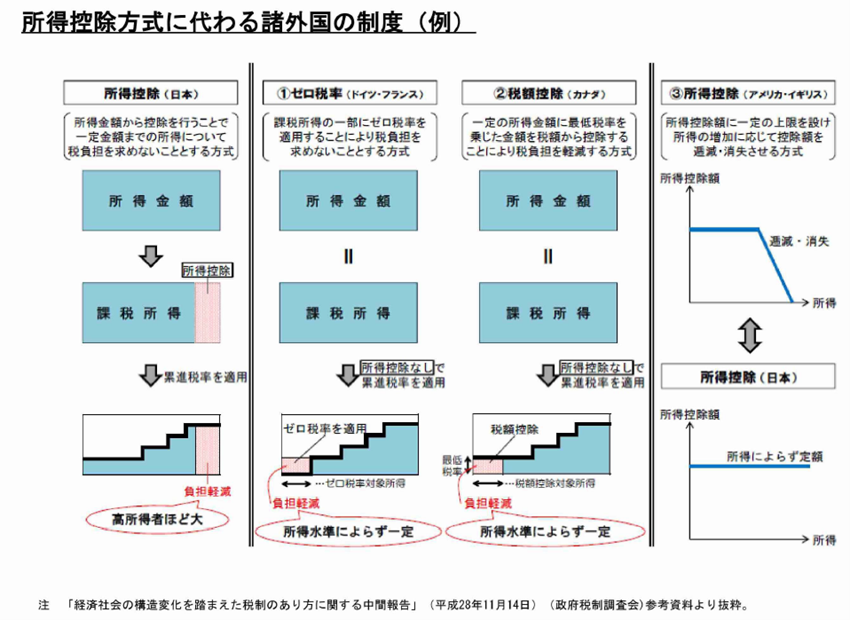 所得控除方式に代わる諸外国の制度（例）
所得控除（日本）
所得金額から控除を行うことで
一定金額までの所得について
税負担を求めないこととする方式
所得金額
所得控除
課税所得
累進税率を適用
負担軽減
高所得者ほど大
①ゼロ税率（ドイツ・フランス）
課税所得の一部にゼロ税率を
適用することにより税負担を
求めないこととする方式
所得金額
＝
課税所得
所得控除なしで
累進税率を適用
ゼロ税率を適用
…ゼロ税率対象所得
負担軽減
所得水準によらず一定
②税額控除（カナダ）
一定の所得金額に最低税率を
乗じた金額を税額から控除する
ことにより税負担を軽減する方式
所得金額
＝
課税所得
所得控除なしで
累進税率を適用
税額控除
最低
税率
…税額控除対象所得
負担軽減
所得水準によらず一定
③所得控除（アメリカ・イギリス）
所得控除額に一定の上限を設け
所得の増加に応じて控除額を
逓減・消失させる方式
所得控除額
逓減・消失
所得
所得控除（日本）
所得控除額
所得によらず定額
所得
注　「経済社会の構造変化を踏まえた税制のあり方に関する中間報告」（平成28年11月14日）（政府税制調査会）参考資料より抜粋。